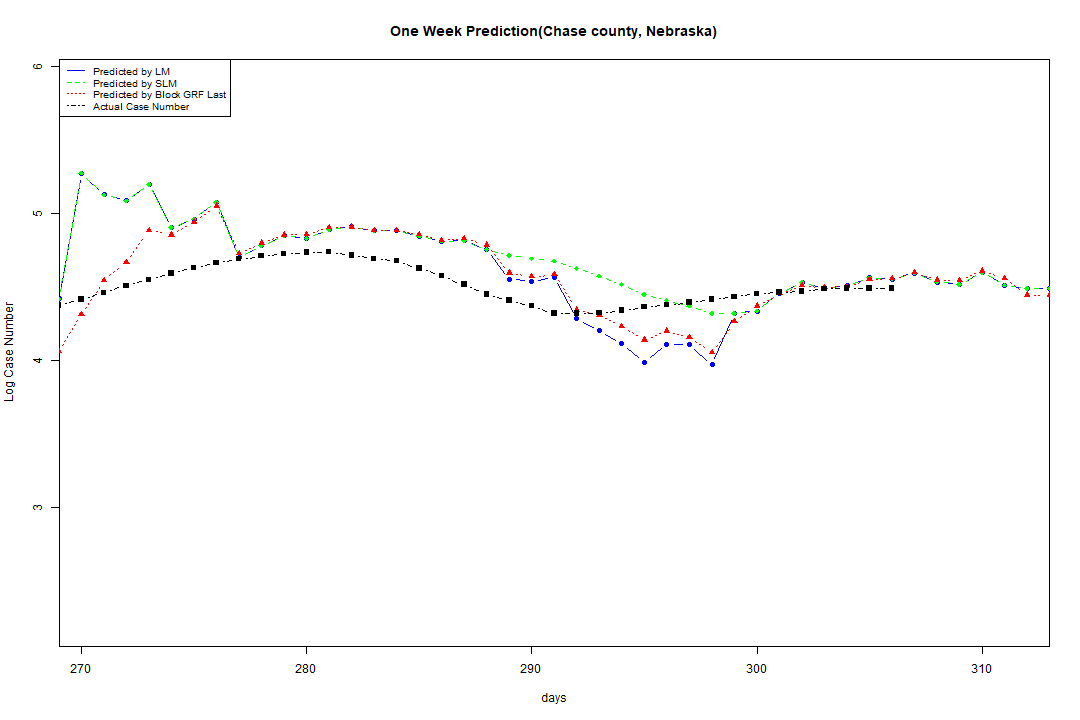 One Week Prediction(Chase county, Nebraska)
Predicted by LM
Predicted by SLM
Predicted by Block GRF Last
Actual Case Number
Log Case Number
6
5
4
3
270 280 290 300 310
days